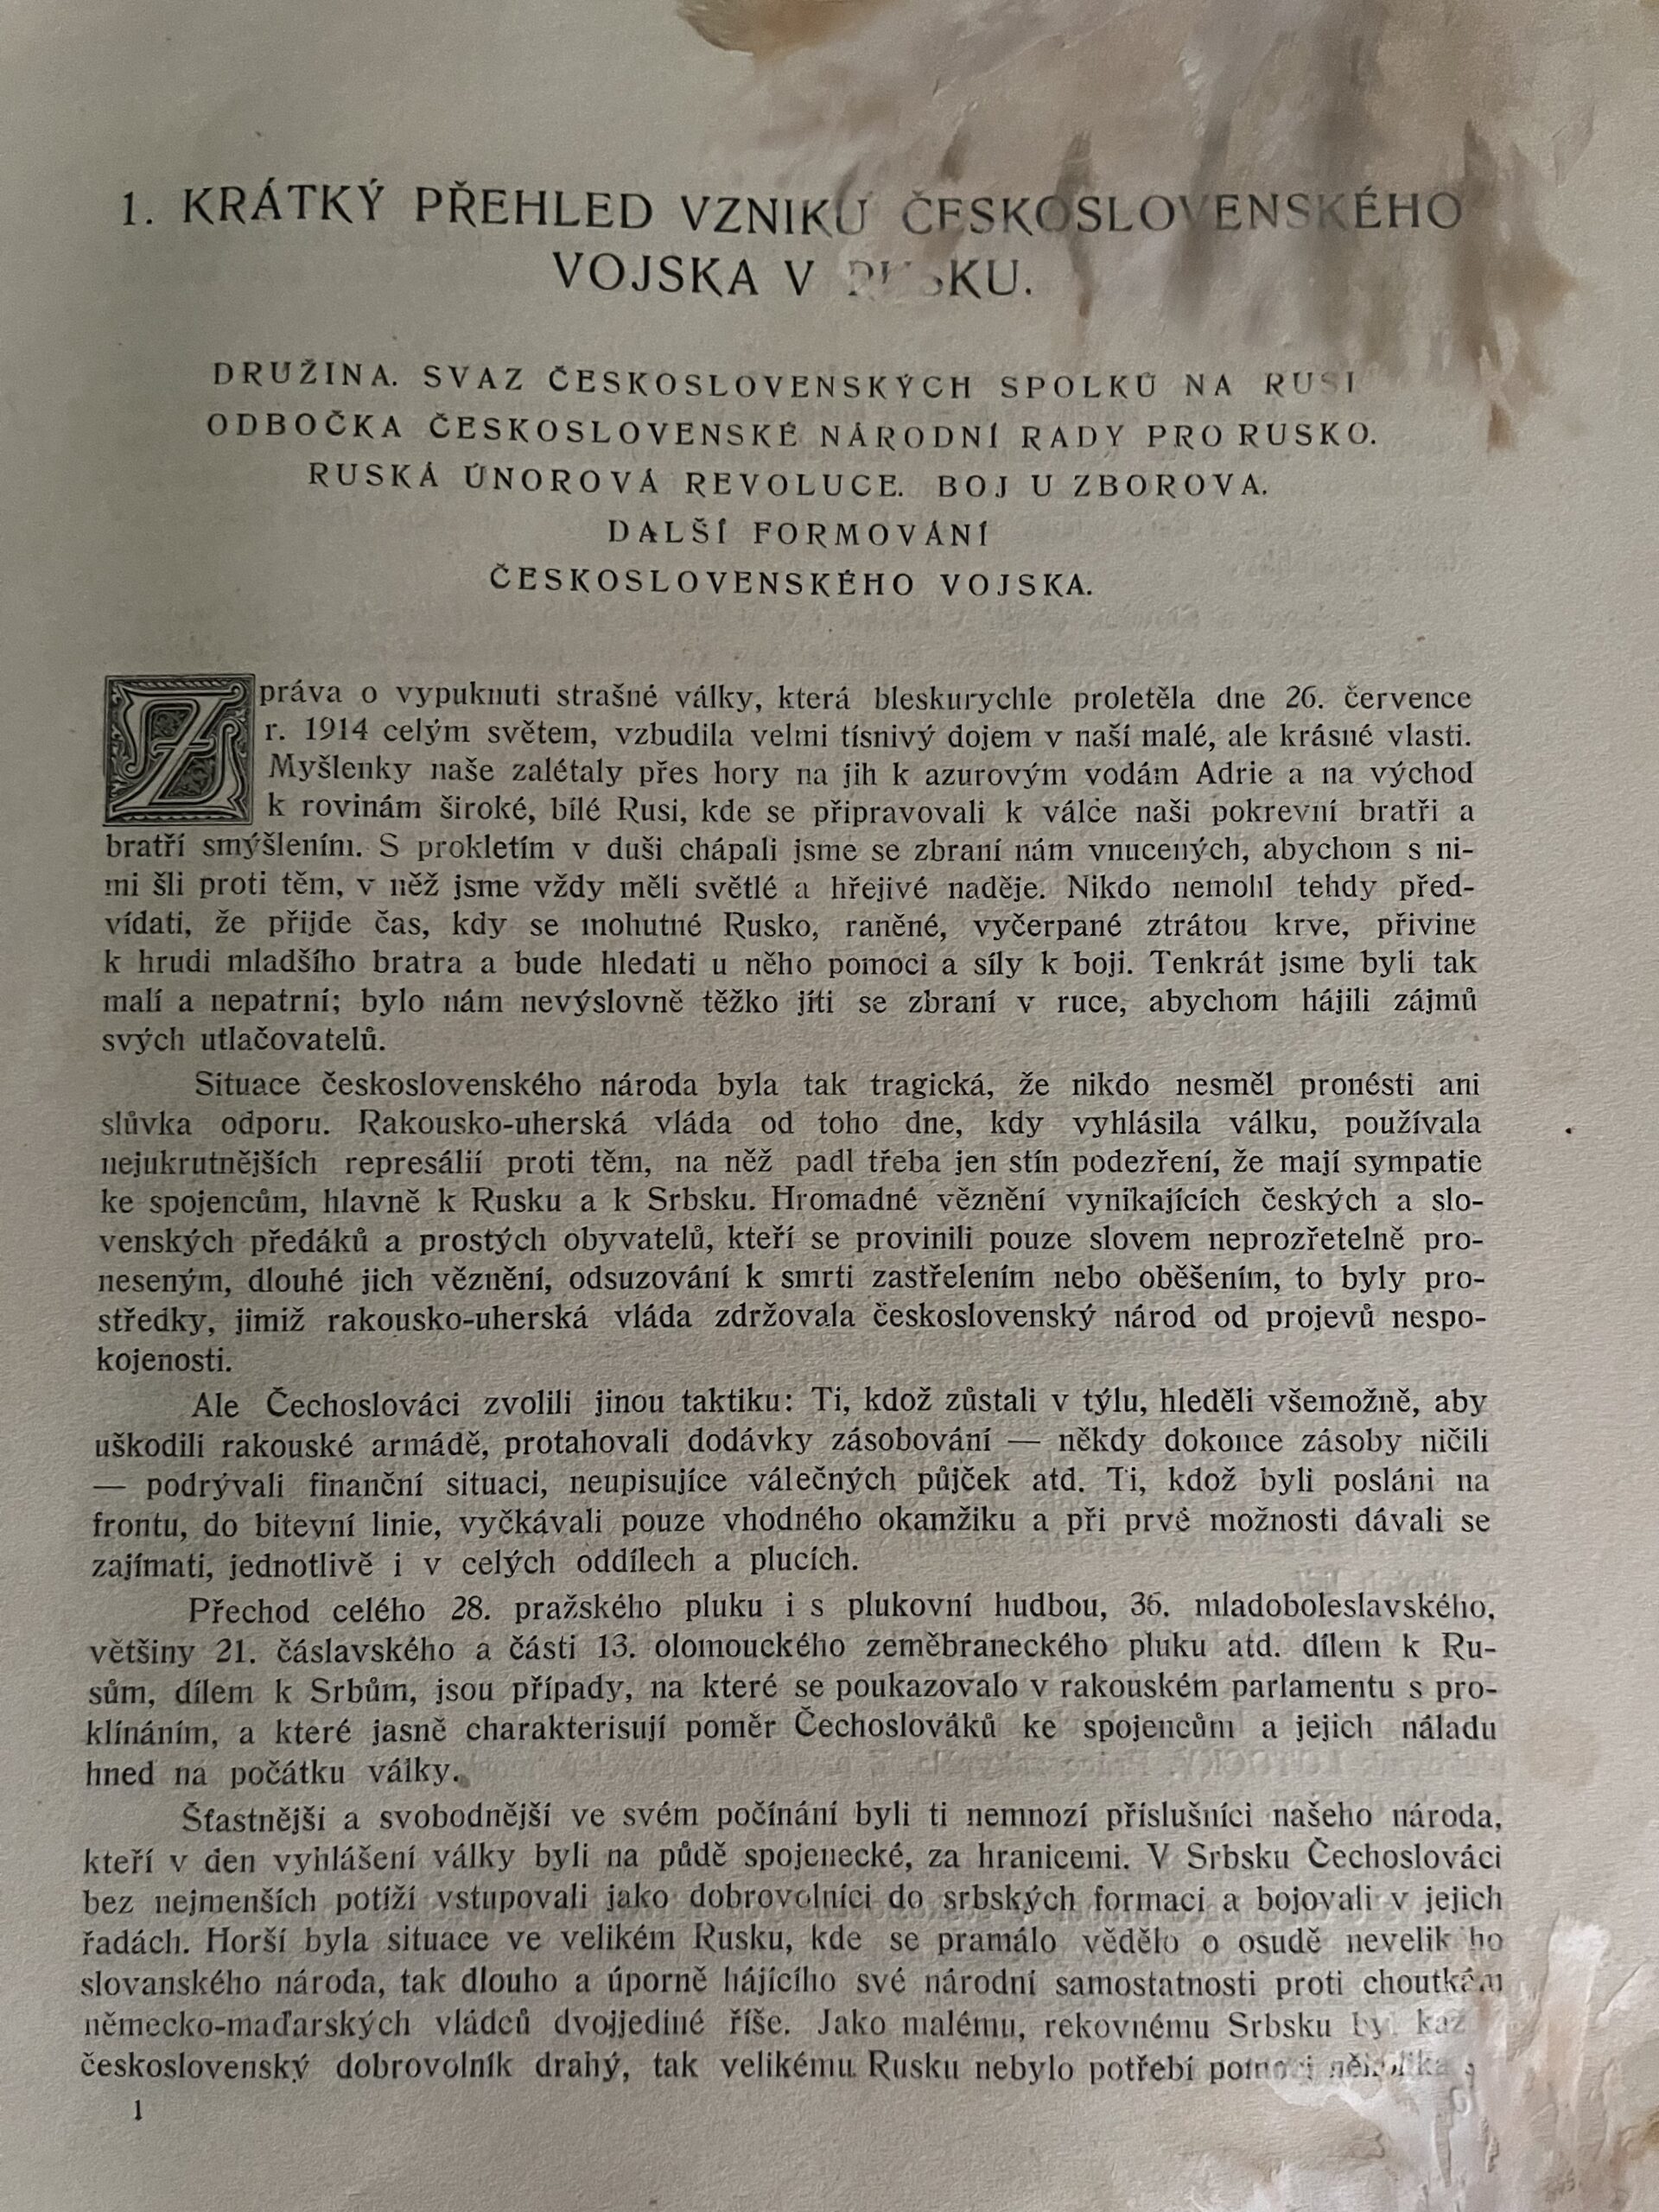 1. KRÁTKÝ PŘEHLED VZNIKU ČESKOSLOVENSKÉHO
VOJSKA V RUSKU.
DRUŽINA. SVAZ ČESKOSLOVENSKÝCH SPOLKŮ NA RUSI
ODBOČKA ČESKOSLOVENSKÉ NÁRODNÍ RADY PRO RUSKO.
RUSKÁ ÚNOROVÁ REVOLUCE. BOJ U ZBOROVA.
DALŠÍ FORMOVÁNÍ
ČESKOSLOVENSKÉHO VOJSKA.
Zpráva o vypuknuti strašné války, která bleskurychle proletěla dne 26. července
r. 1914 celým světem, vzbudila velmi tísnivý dojem v naší malé, ale krásné vlasti.
Myšlenky naše zalétaly přes hory na jih k azurovým vodám Adrie a na východ
k rovinám široké, bílé Rusi, kde se připravovali k válce naši pokrevní bratři a
bratří smýšlením. S prokletím v duši chápali jsme se zbraní nám vnucených, abychom s ni-
mi šli proti těm, v něž jsme vždy měli světlé a hřejivé naděje. Nikdo nemohl tehdy před-
vídati, že přijde čas, kdy se mohutné Rusko, raněné, vyčerpané ztrátou krve, přivine
k hrudi mladšího bratra a bude hledati u něho pomoci a síly k boji. Tenkrát jsme byli tak
malí a nepatrní; bylo nám nevýslovně těžko jíti se zbraní v ruce, abychom hájili zájmů
svých utlačovatelů.
Situace československého národa byla tak tragická, že nikdo nesměl pronésti ani
slůvka odporu. Rakousko-uherská vláda od toho dne, kdy vyhlásila válku, používala
nejukrutnějších represálií proti těm, na něž padl třeba jen stín podezření, že mají sympatie
ke spojencům, hlavně k Rusku a k Srbsku. Hromadné věznění vynikajících českých a slo-
venských předáků a prostých obyvatelů, kteří se provinili pouze slovem neprozřetelně pro-
neseným, dlouhé jich věznění, odsuzování k smrti zastřelením nebo oběšením, to byly pro-
středky, jimiž rakousko-uherská vláda zdržovala československý národ od projevů nespo-
kojenosti.
Ale Čechoslováci zvolili jinou taktiku: Ti, kdož zůstali v týlu, hleděli všemožně, aby
uškodili rakouské armádě, protahovali dodávky zásobování — někdy dokonce zásoby ničili
— podrývali finanční situaci, neupisujíce válečných půjček atd. Ti, kdož byli posláni na
frontu, do bitevní linie, vyčkávali pouze vhodného okamžiku a při prvé možnosti dávali se
zajímati, jednotlivě i v celých oddílech a plucích.
Přechod celého 28. pražského pluku i s plukovní hudbou, 36. mladoboleslavského,
většiny 21. čáslavského a části 13. olomouckého zeměbraneckého pluku atd. dílem k Ru-
sům, dílem k Srbům, jsou případy, na které se poukazovalo v rakouském parlamentu s pro-
klínáním, a které jasně charakterisují poměr Čechoslováků ke spojencům a jejich náladu
hned na počátku války.
Šťastnější a svobodnější ve svém počínání byli ti nemnozí příslušníci našeho národa,
kteří v den vyhlášení války byli na půdě spojenecké, za hranicemi. V Srbsku Čechoslováci
bez nejmenších potíží vstupovali jako dobrovolníci do srbských formací a bojovali v jejich
řadách. Horší byla situace ve velikém Rusku, kde se pramálo vědělo o osudě nevelikého
slovanského národa, tak dlouho a úporně hájícího své národní samostatnosti proti choutkám
německo-maďarských vládců dvojjediné říše. Jako malému, rekovnému Srbsku
československý dobrovolník drahý, tak velikému Rusku nebylo potřebí pomoci
1